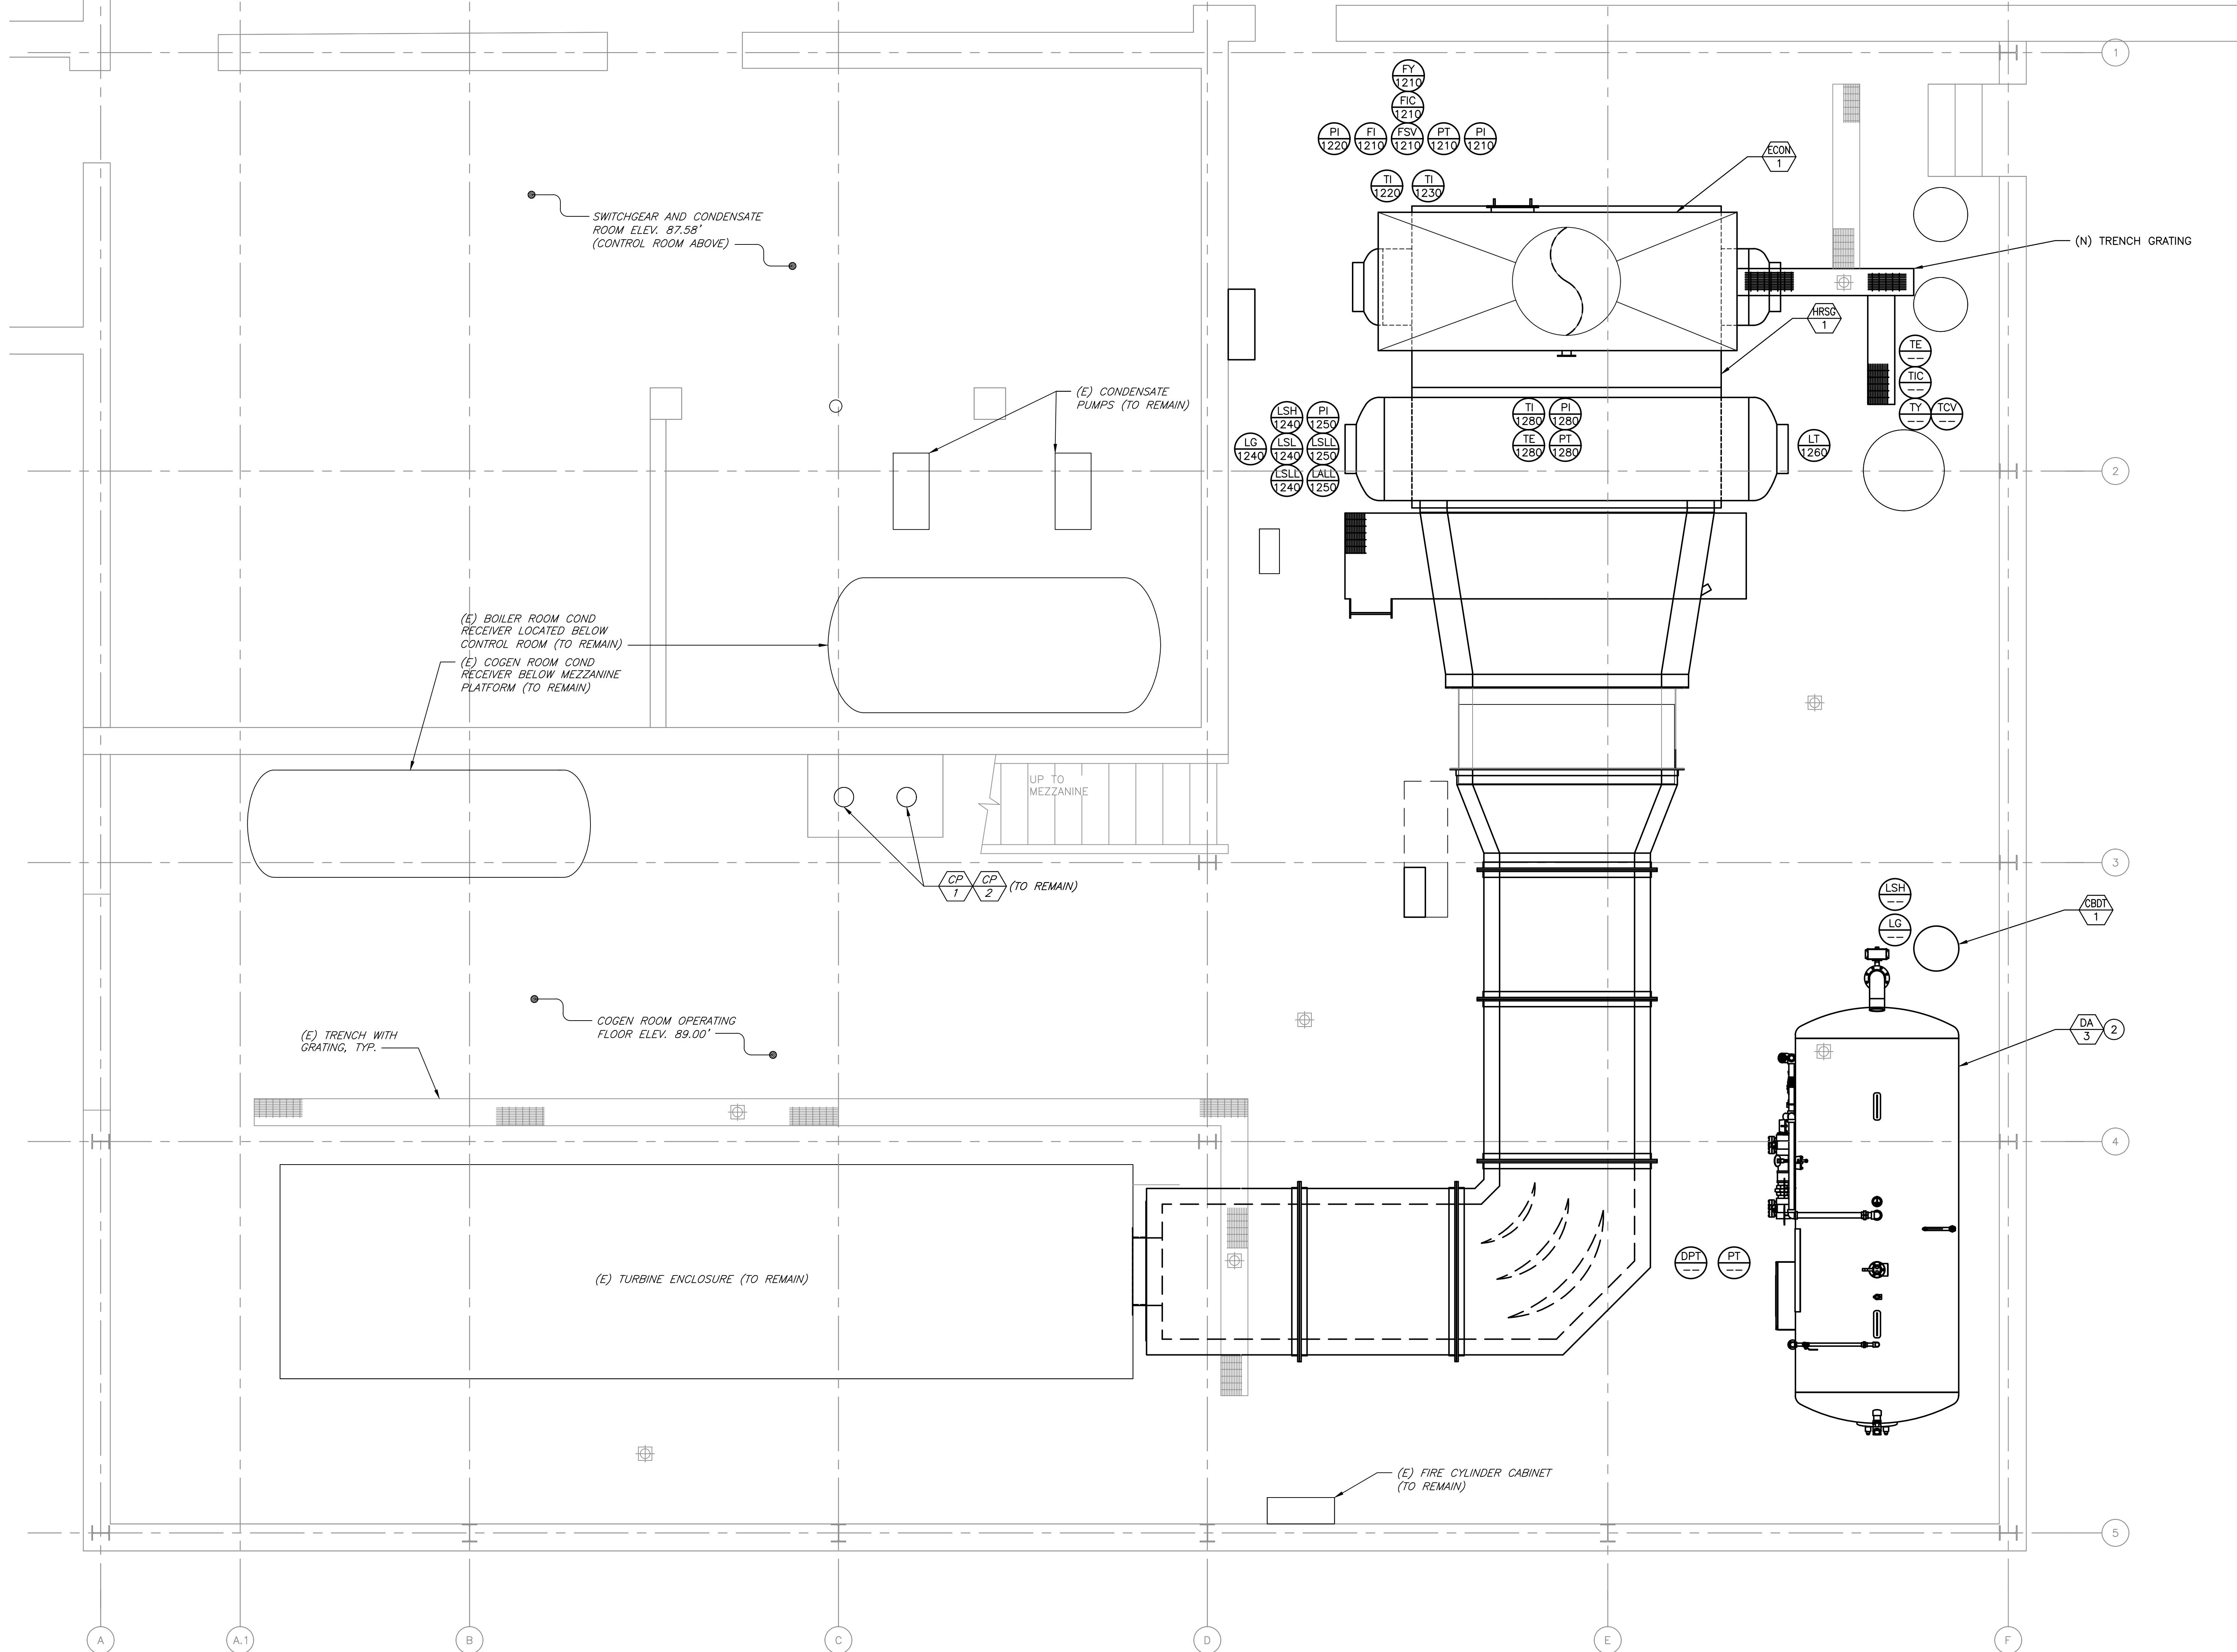 1
FY
1210
FIC
1210
PI
1220
FI
1210
FSV
1210
PT
1210
PI
1210
ECON
1
TI
1220
TI
1230
SWITCHGEAR AND CONDENSATE
ROOM ELEV. 87.58'
(CONTROL ROOM ABOVE)
(N) TRENCH GRATING
HRSG
1
TE
--
TIC
--
TY
--
TCV
--
(E) CONDENSATE
PUMPS (TO REMAIN)
LSH
1240
PI
1250
LG
1240
LSL
1240
LSLL
1250
LSLL
1240
LALL
1250
TI
1280
PI
1280
TE
1280
PT
1280
LT
1260
2
(E) BOILER ROOM COND
RECEIVER LOCATED BELOW
CONTROL ROOM (TO REMAIN)
(E) COGEN ROOM COND
RECEIVER BELOW MEZZANINE
PLATFORM (TO REMAIN)
UP TO
MEZZANINE
3
CP
1
CP
2
(TO REMAIN)
LSH
--
LG
--
CBDT
1
COGEN ROOM OPERATING
FLOOR ELEV. 89.00'
(E) TRENCH WITH
GRATING, TYP.
DA
3
2
4
(E) TURBINE ENCLOSURE (TO REMAIN)
DPT
--
PT
--
(E) FIRE CYLINDER CABINET
(TO REMAIN)
5
A
A.1
B
C
D
E
F